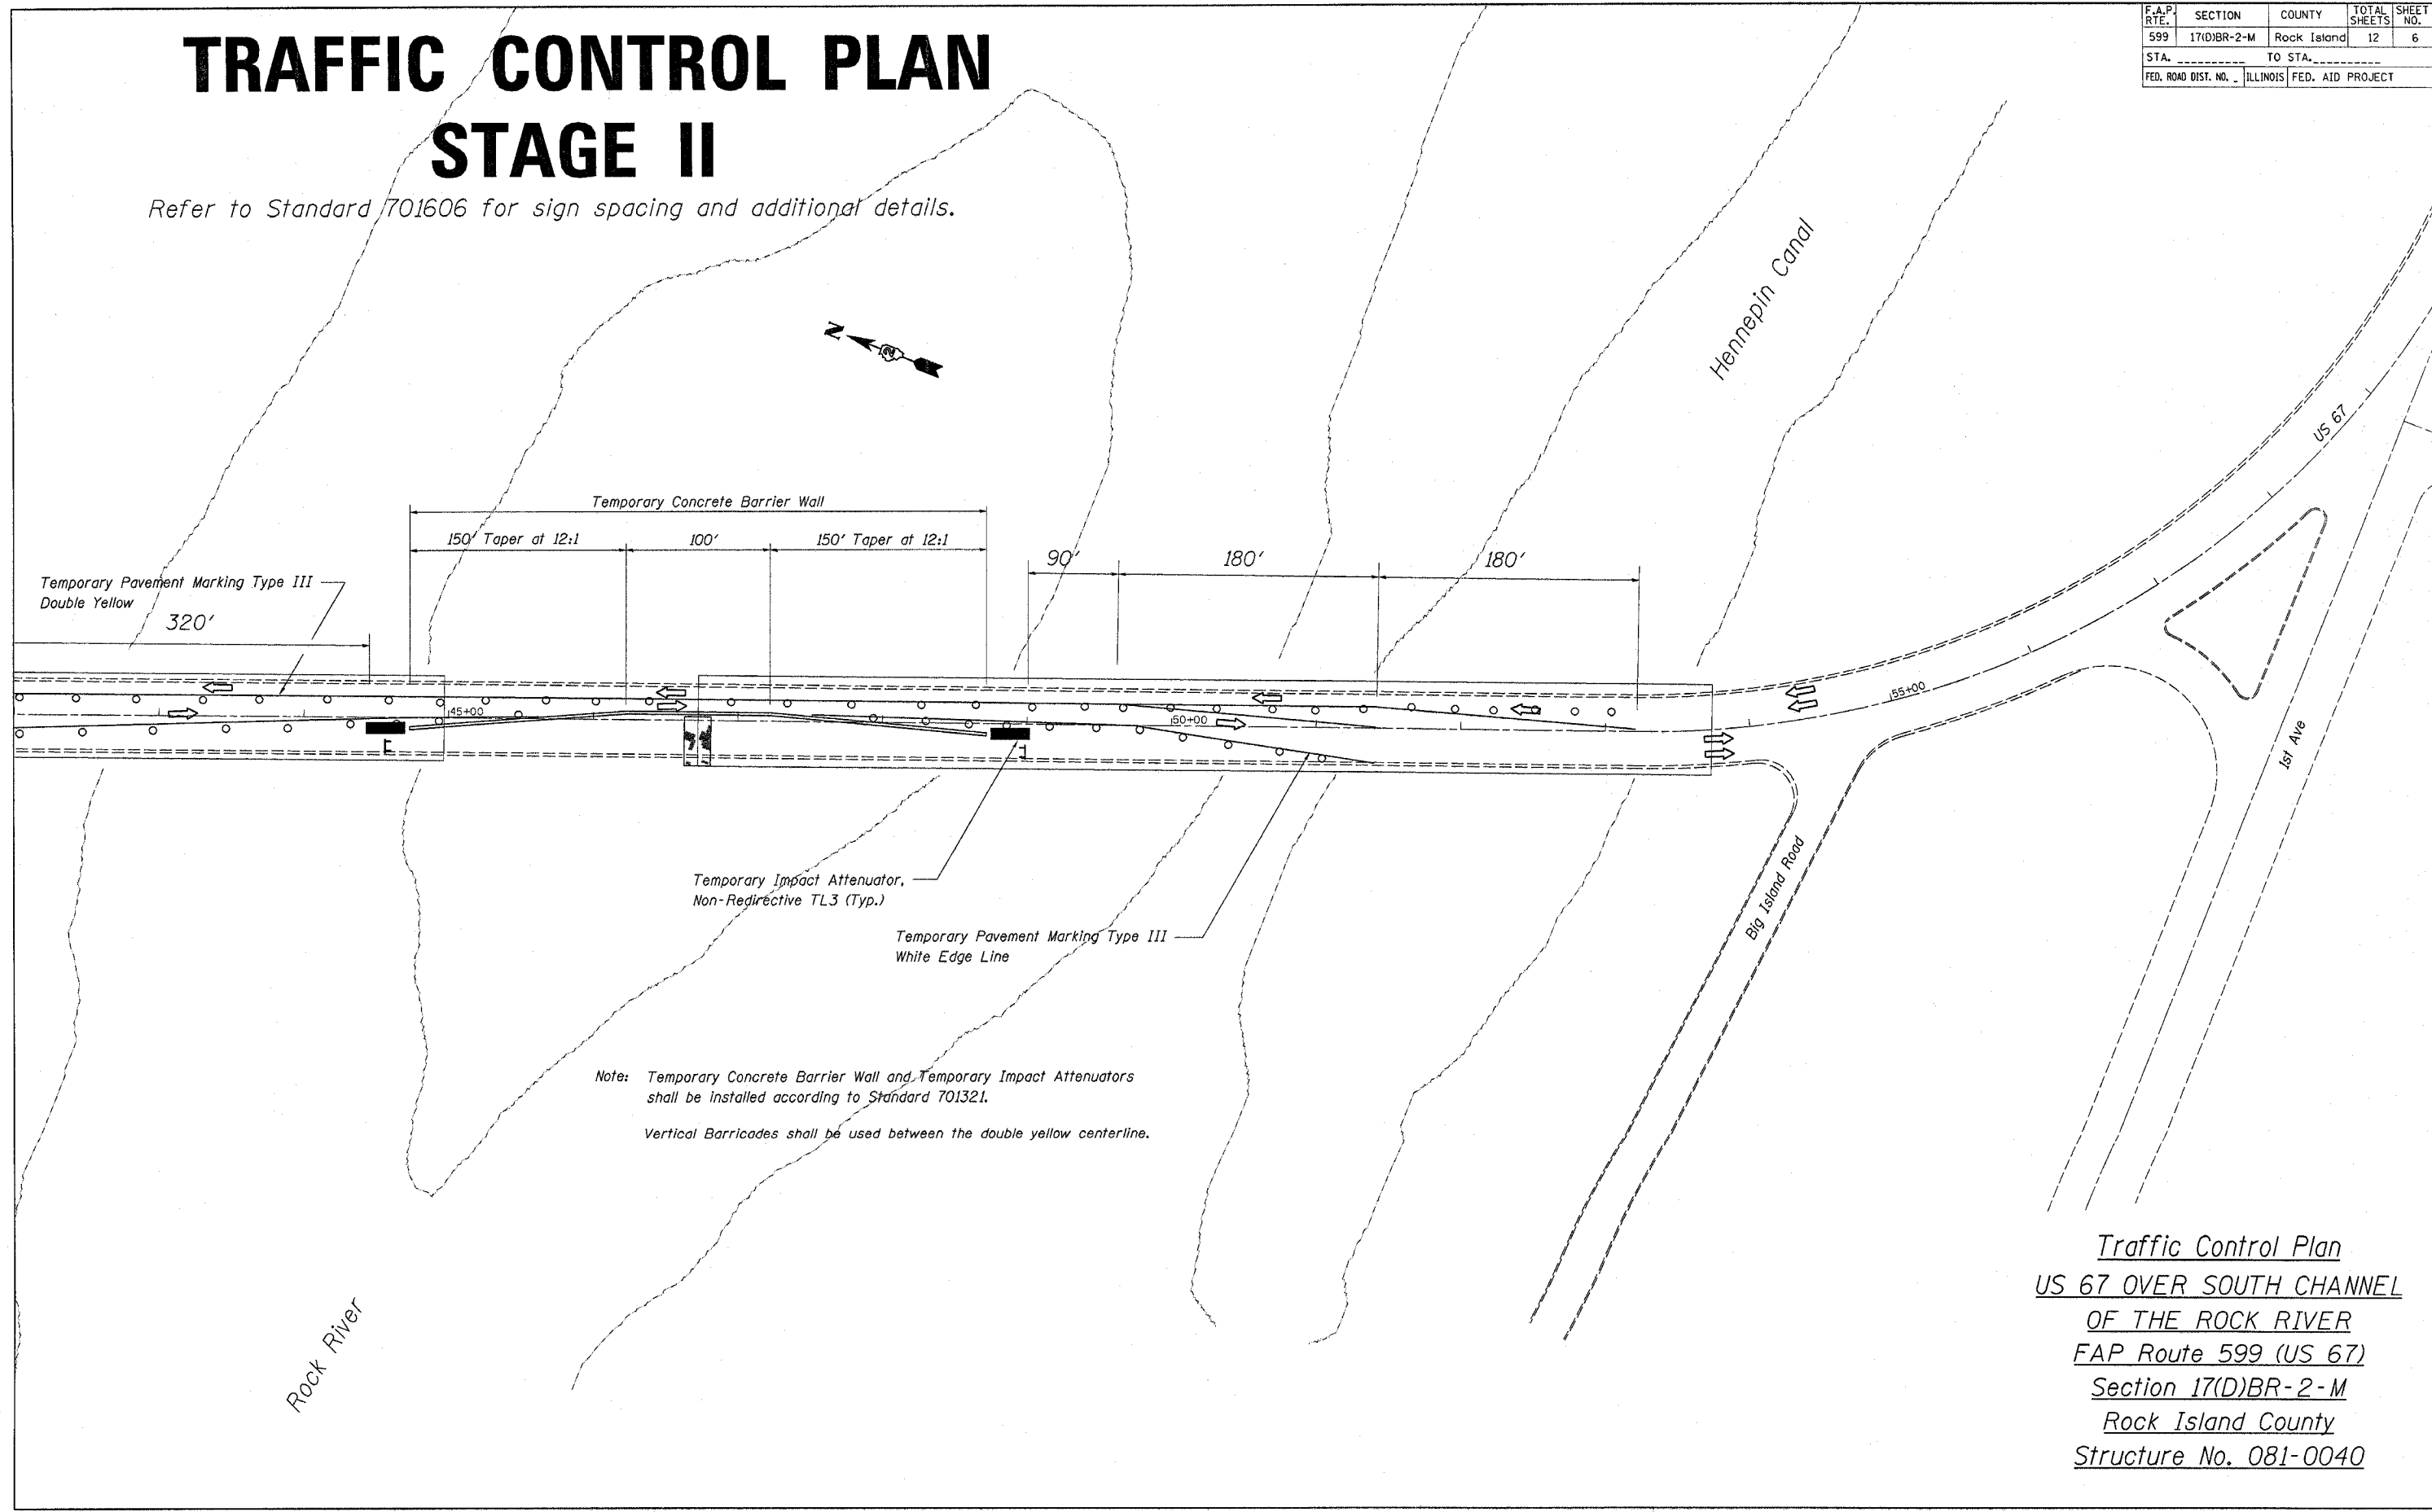 F.A.P. RTE. SECTION COUNTY TOTAL SHEETS SHEET NO.
599 17(D)BR-2-M Rock Island 12 6
STA. __________ TO STA. __________
FED. ROAD DIST. NO. _ ILLINOIS FED. AID PROJECT
TRAFFIC CONTROL PLAN
STAGE II
Refer to Standard 701606 for sign spacing and additional details.
N
Hennepin Canal
US 67
Temporary Concrete Barrier Wall
150' Taper at 12:1
100'
150' Taper at 12:1
90'
180'
180'
Temporary Pavement Marking Type III
Double Yellow
320'
45+00
50+00
55+00
1st Ave
Big Island Road
Temporary Impact Attenuator,
Non-Redirective TL3 (Typ.)
Temporary Pavement Marking Type III
White Edge Line
Note: Temporary Concrete Barrier Wall and Temporary Impact Attenuators
shall be installed according to Standard 701321.
Vertical Barricades shall be used between the double yellow centerline.
Rock River
Traffic Control Plan
US 67 OVER SOUTH CHANNEL
OF THE ROCK RIVER
FAP Route 599 (US 67)
Section 17(D)BR-2-M
Rock Island County
Structure No. 081-0040